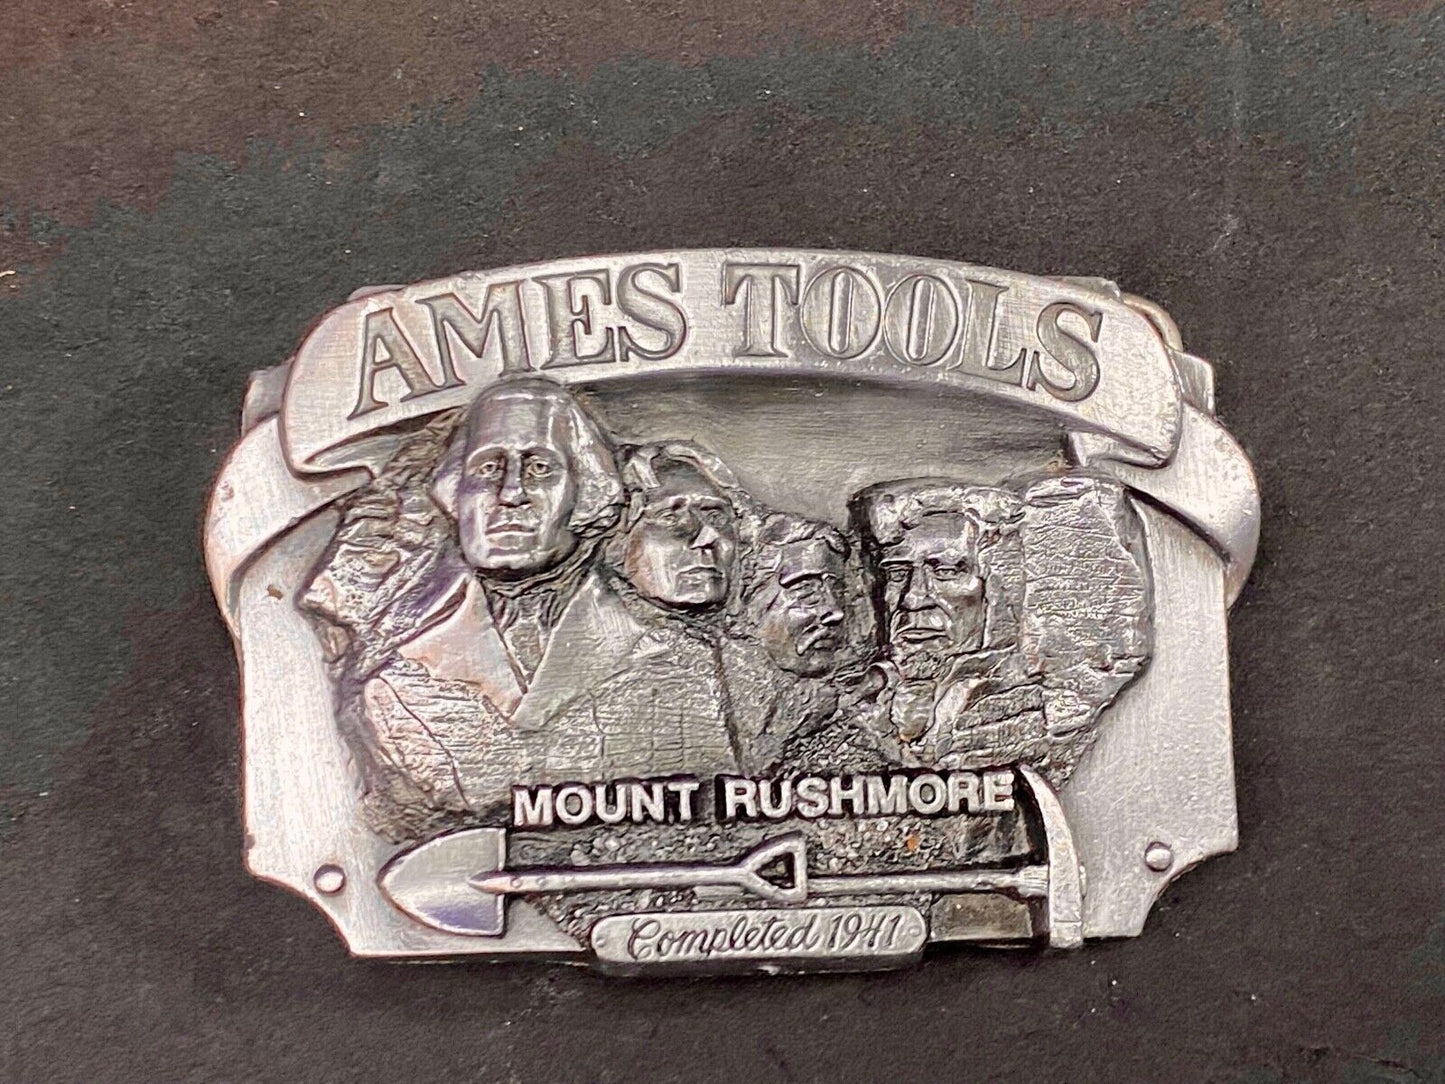 AMES TOOLS
MOUNT RUSHMORE
Completed 1941